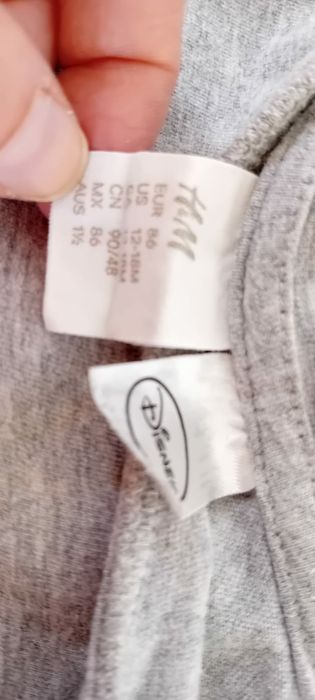 H&M
EUR 86
US 12-18M
CN 90/48
MX 86
AUS 1½
Disney